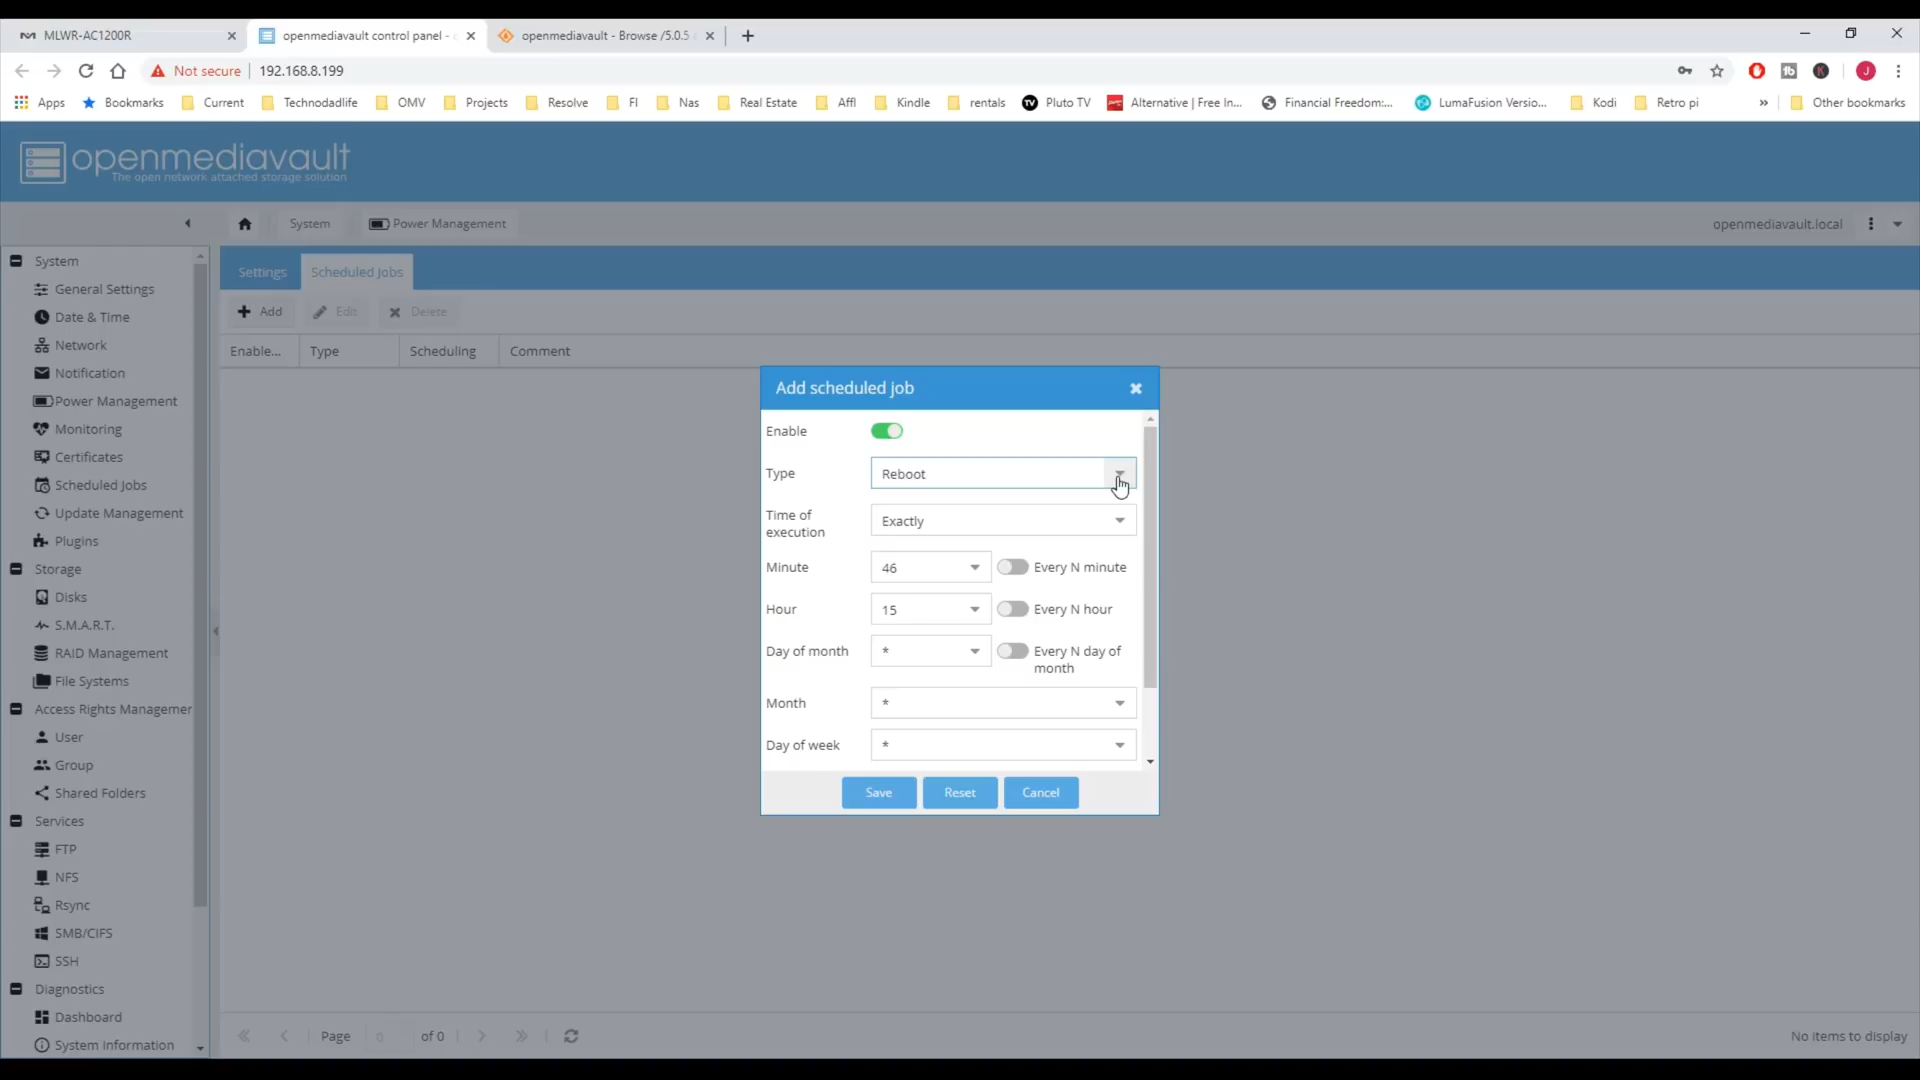 MLWR-AC1200R
openmediavault control panel -
openmediavault - Browse /5.0.5
Not secure
192.168.8.199
Apps
Bookmarks
Current
Technodadlife
OMV
Projects
Resolve
FI
Nas
Real Estate
Affl
Kindle
rentals
Pluto TV
Alternative | Free In...
Financial Freedom:...
LumaFusion Versio...
Kodi
Retro pi
»
Other bookmarks
openmediavault
The open network attached storage solution
System
Power Management
openmediavault.local
System
General Settings
Date & Time
Network
Notification
Power Management
Monitoring
Certificates
Scheduled Jobs
Update Management
Plugins
Storage
Disks
S.M.A.R.T.
RAID Management
File Systems
Access Rights Managemer
User
Group
Shared Folders
Services
FTP
NFS
Rsync
SMB/CIFS
SSH
Diagnostics
Dashboard
System Information
Settings
Scheduled Jobs
Add
Edit
Delete
Enable...
Type
Scheduling
Comment
Add scheduled job
Enable
Type
Reboot
Time of
execution
Exactly
Minute
46
Every N minute
Hour
15
Every N hour
Day of month
*
Every N day of
month
Month
*
Day of week
*
Save
Reset
Cancel
Page
0
of 0
No items to display